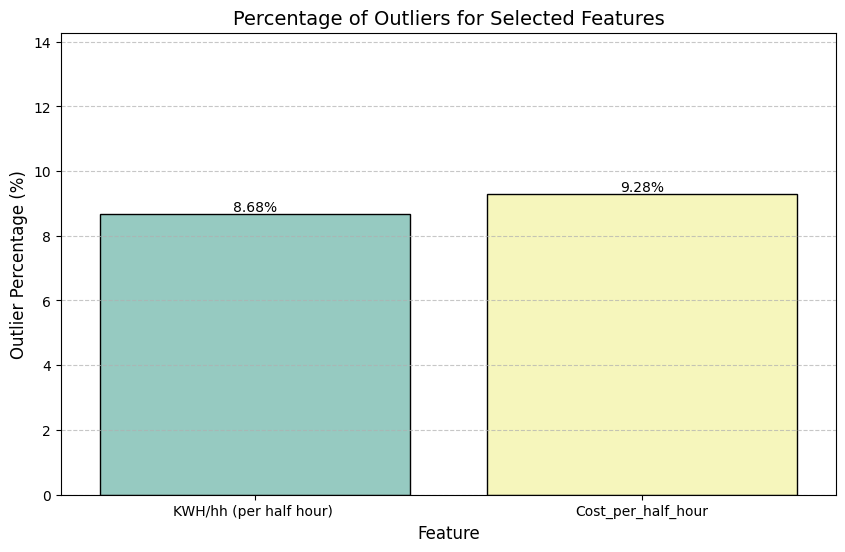 Percentage of Outliers for Selected Features
14
12
10
8
6
4
2
0
Outlier Percentage (%)
8.68%
9.28%
KWH/hh (per half hour)
Cost_per_half_hour
Feature